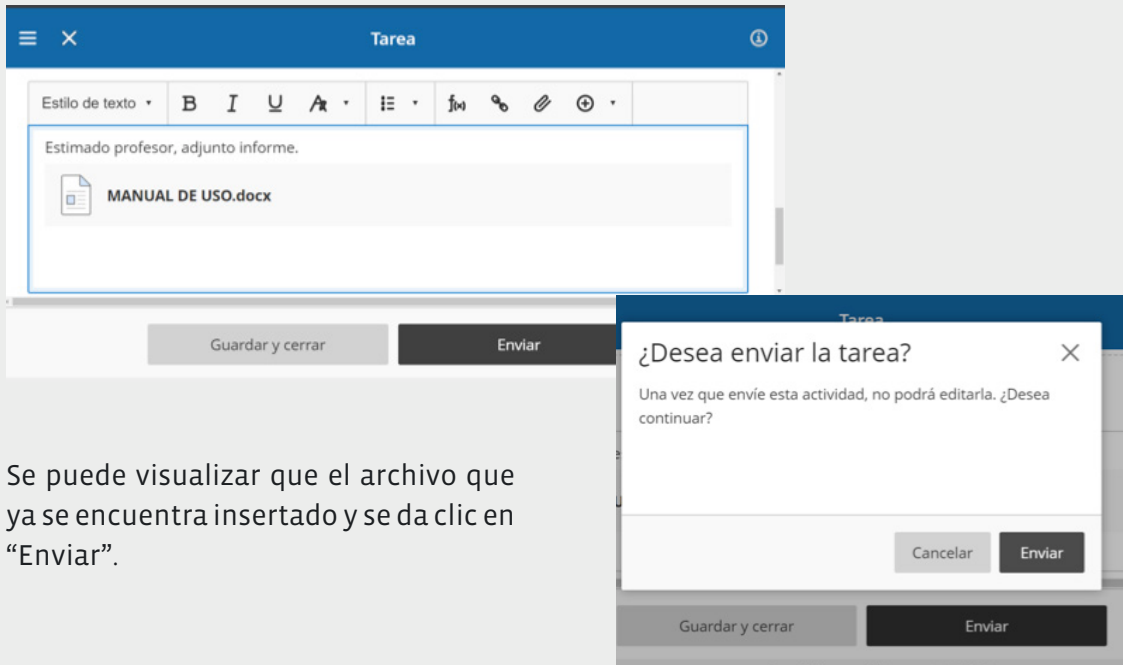 Tarea
Estilo de texto
B I U
f(x)
Estimado profesor, adjunto informe.
MANUAL DE USO.docx
Guardar y cerrar
Enviar
Se puede visualizar que el archivo que
ya se encuentra insertado y se da clic en
“Enviar”.
Tarea
¿Desea enviar la tarea?
Una vez que envíe esta actividad, no podrá editarla. ¿Desea
continuar?
Cancelar
Enviar
Guardar y cerrar
Enviar